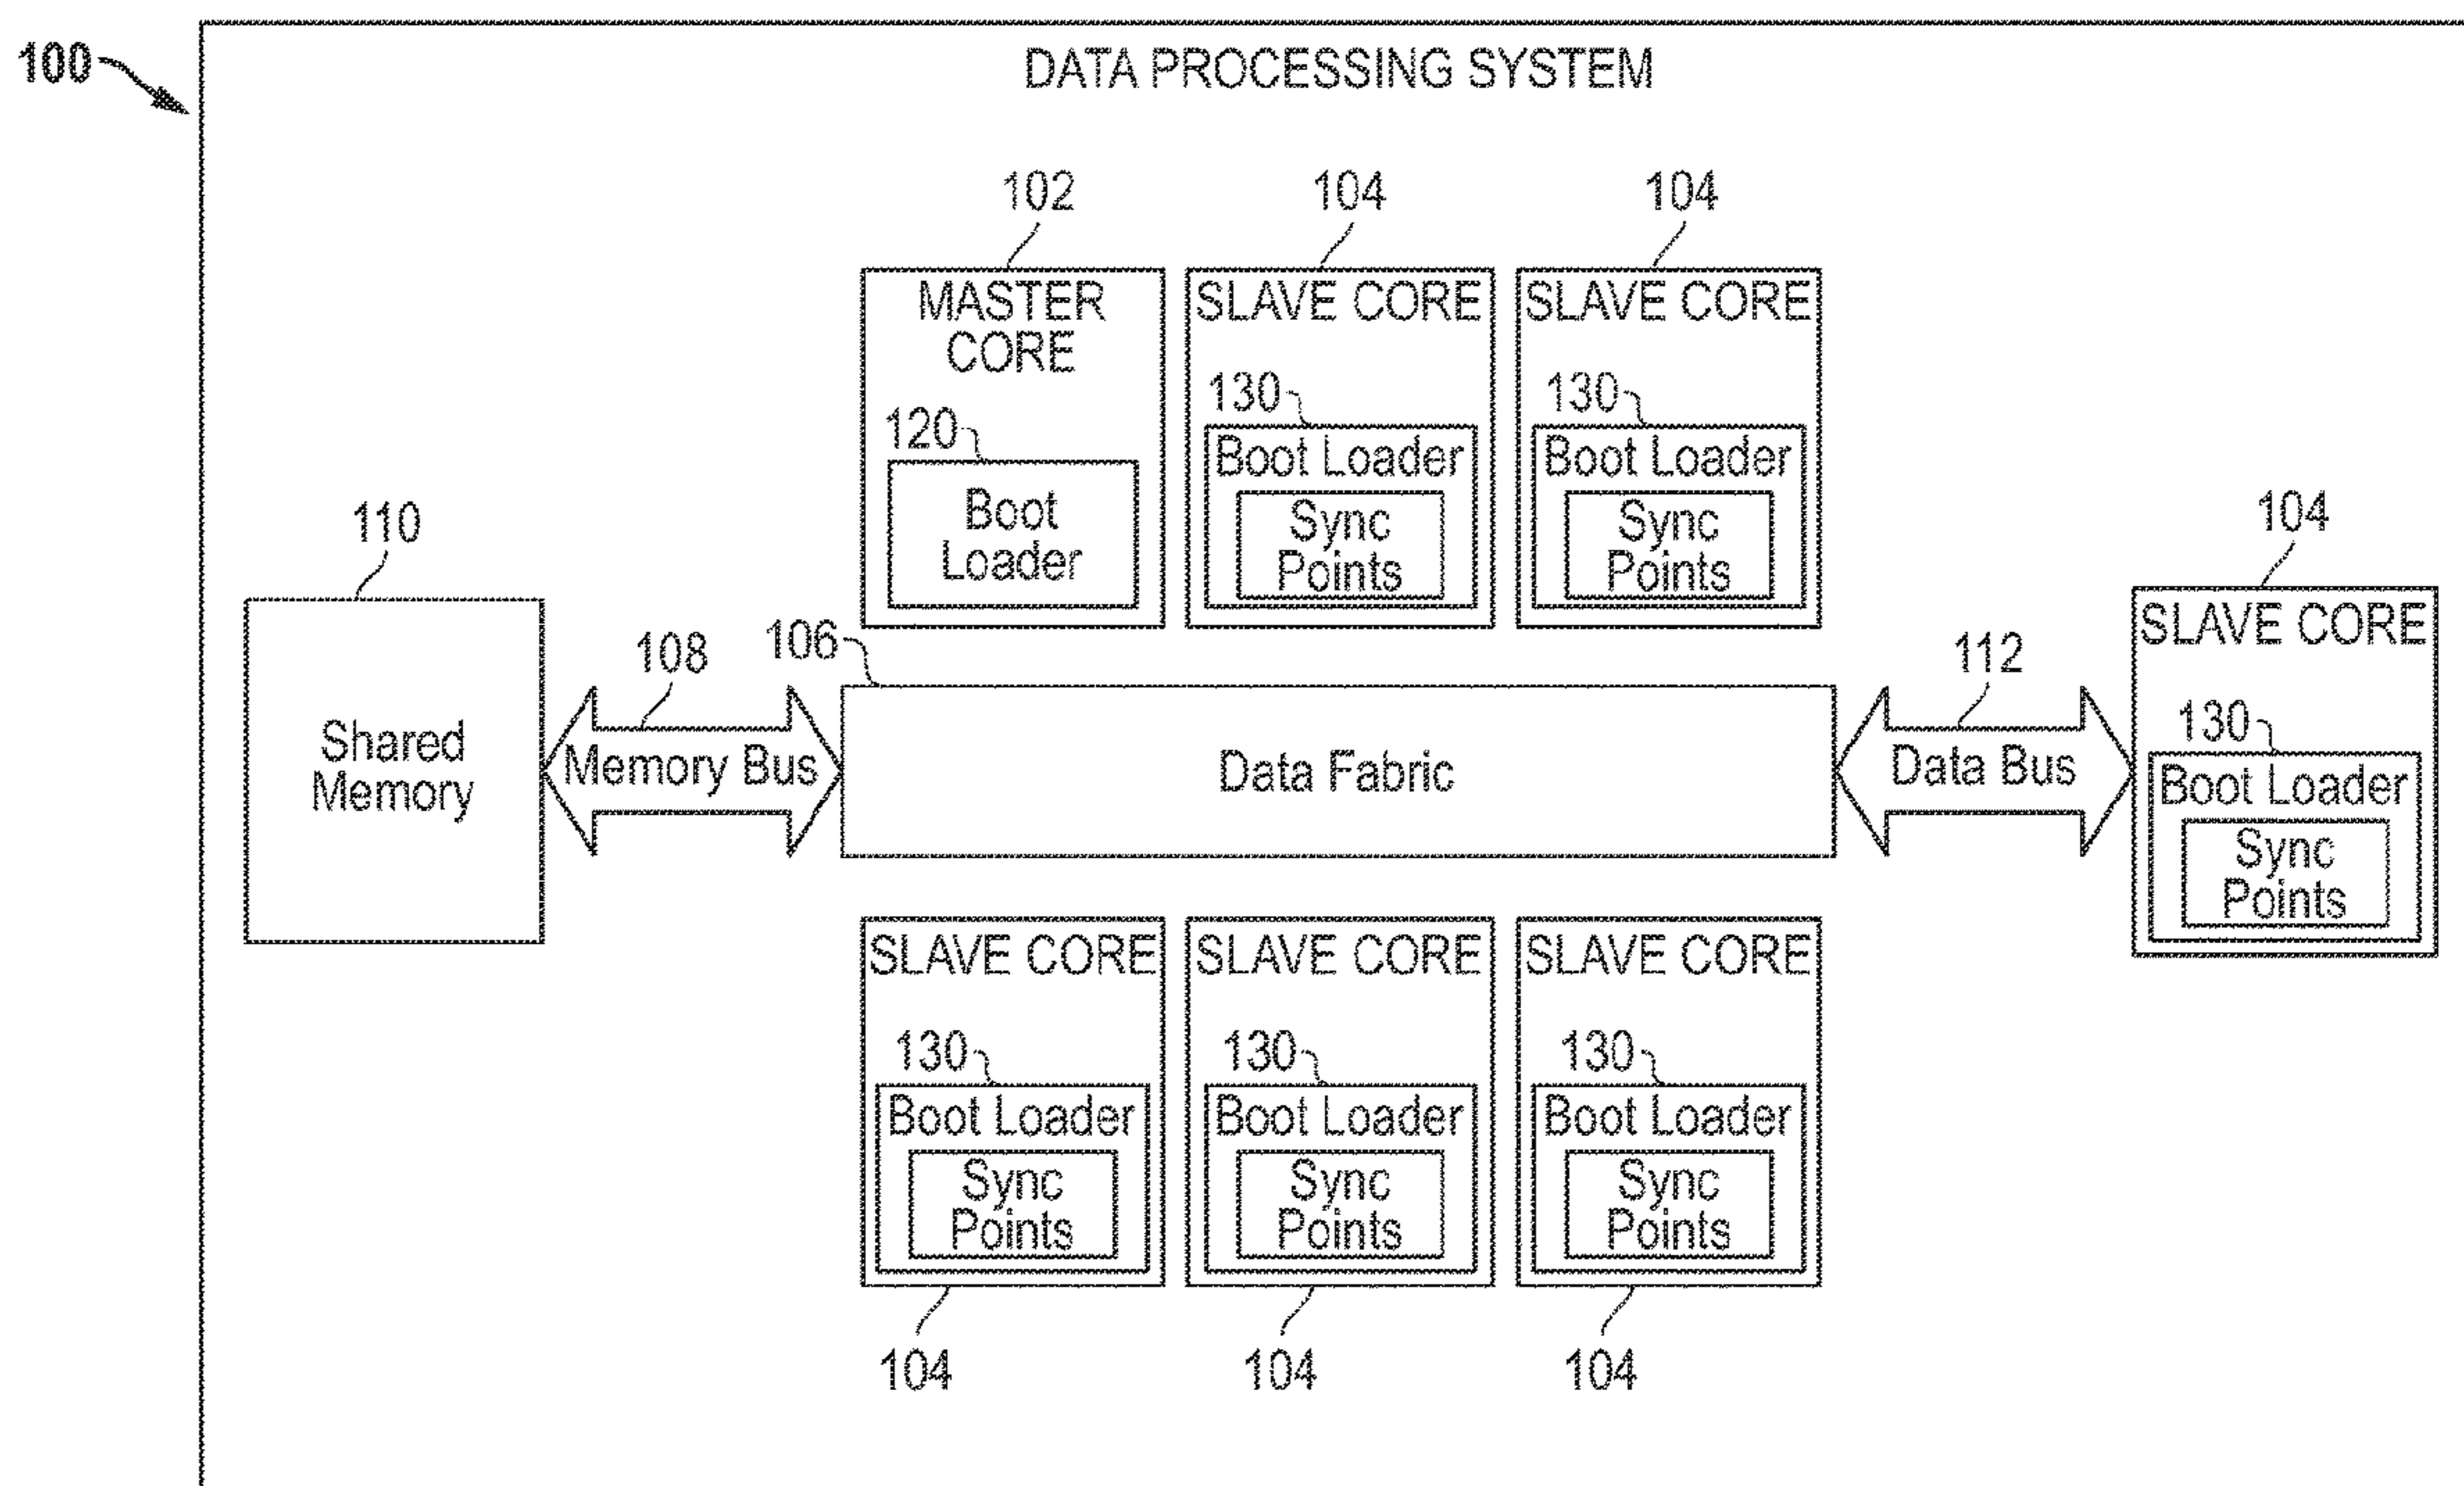 100
DATA PROCESSING SYSTEM
102
104
104
MASTER
CORE
SLAVE CORE
SLAVE CORE
120
130
130
Boot
Loader
Boot Loader
Sync
Points
Boot Loader
Sync
Points
110
Shared
Memory
108
Memory Bus
106
Data Fabric
112
Data Bus
104
SLAVE CORE
130
Boot Loader
Sync
Points
SLAVE CORE
SLAVE CORE
SLAVE CORE
130
130
130
Boot Loader
Sync
Points
Boot Loader
Sync
Points
Boot Loader
Sync
Points
104
104
104